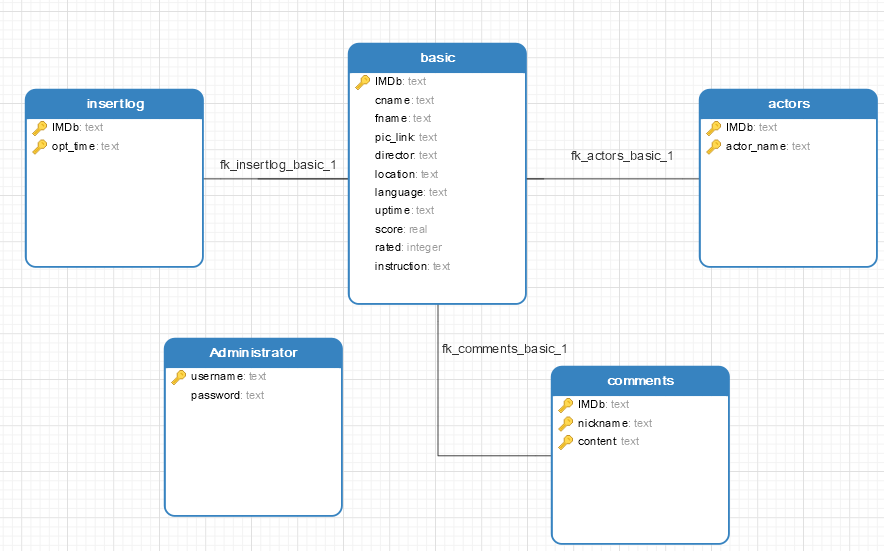 basic
IMDb: text
cname: text
fname: text
pic_link: text
director: text
location: text
language: text
uptime: text
score: real
rated: integer
instruction: text
insertlog
IMDb: text
opt_time: text
fk_insertlog_basic_1
actors
IMDb: text
actor_name: text
fk_actors_basic_1
Administrator
username: text
password: text
fk_comments_basic_1
comments
IMDb: text
nickname: text
content: text